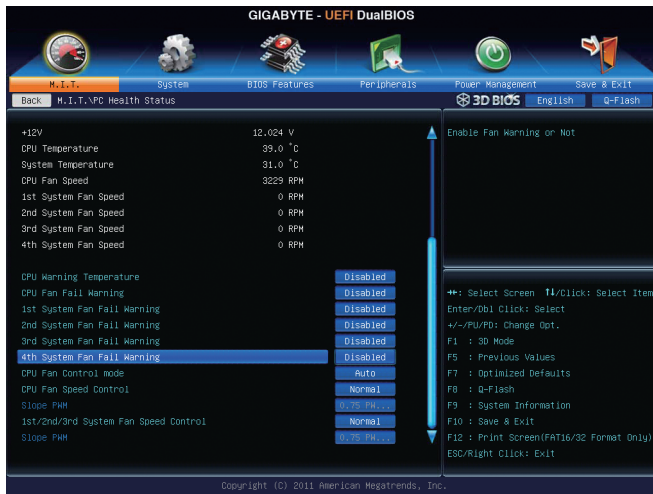 GIGABYTE - UEFI DualBIOS
M.I.T.
System
BIOS Features
Peripherals
Power Management
Save & Exit
Back M.I.T.\PC Health Status
3D BIOS English Q-Flash
+12V 12.024 V
CPU Temperature 39.0 °C
System Temperature 31.0 °C
CPU Fan Speed 3229 RPM
1st System Fan Speed 0 RPM
2nd System Fan Speed 0 RPM
3rd System Fan Speed 0 RPM
4th System Fan Speed 0 RPM
CPU Warning Temperature Disabled
CPU Fan Fail Warning Disabled
1st System Fan Fail Warning Disabled
2nd System Fan Fail Warning Disabled
3rd System Fan Fail Warning Disabled
4th System Fan Fail Warning Disabled
CPU Fan Control mode Auto
CPU Fan Speed Control Normal
Slope PWM 0.75 PW...
1st/2nd/3rd System Fan Speed Control Normal
Slope PWM 0.75 PW...
Enable Fan Warning or Not
→←: Select Screen ↑↓/Click: Select Item
Enter/Dbl Click: Select
+/-/PU/PD: Change Opt.
F1 : 3D Mode
F5 : Previous Values
F7 : Optimized Defaults
F8 : Q-Flash
F9 : System Information
F10 : Save & Exit
F12 : Print Screen(FAT16/32 Format Only)
ESC/Right Click: Exit
Copyright (C) 2011 American Megatrends, Inc.